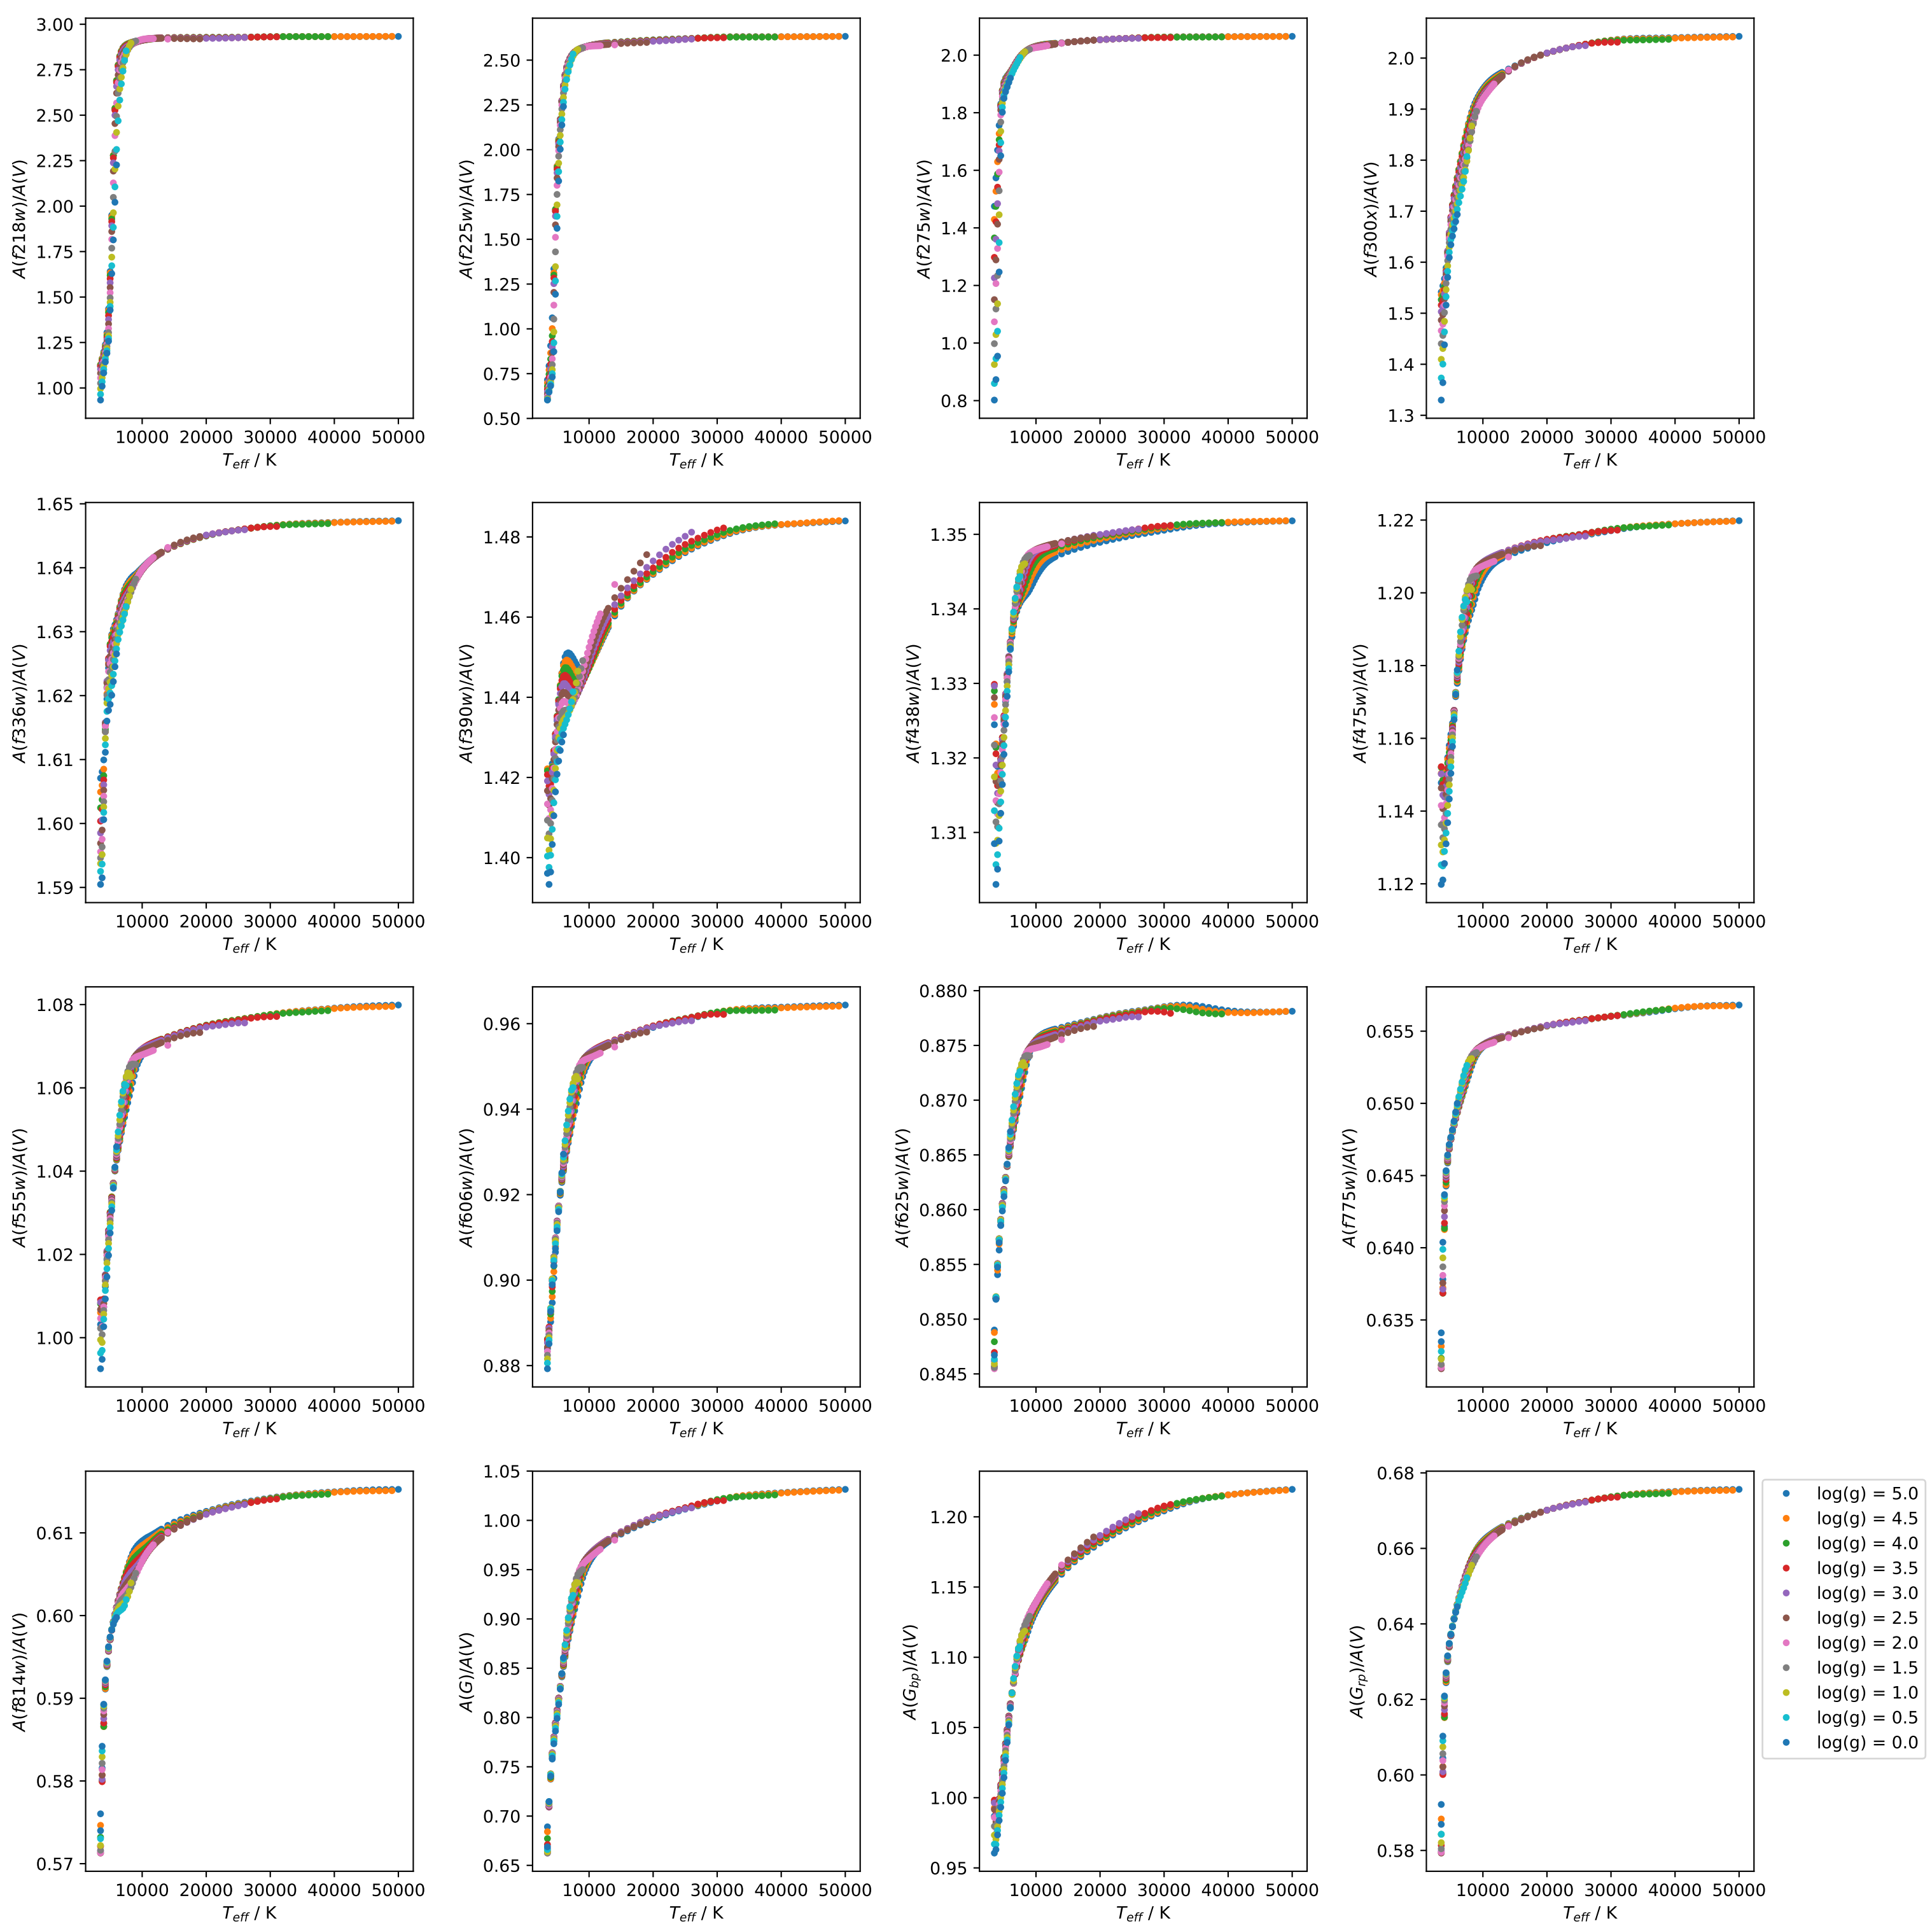 3.00
2.75
2.50
2.25
2.00
1.75
1.50
1.25
1.00
A(f218w)/A(V)
10000 20000 30000 40000 50000
T_eff / K
2.50
2.25
2.00
1.75
1.50
1.25
1.00
0.75
0.50
A(f225w)/A(V)
10000 20000 30000 40000 50000
T_eff / K
2.0
1.8
1.6
1.4
1.2
1.0
0.8
A(f275w)/A(V)
10000 20000 30000 40000 50000
T_eff / K
2.0
1.9
1.8
1.7
1.6
1.5
1.4
1.3
A(f300x)/A(V)
10000 20000 30000 40000 50000
T_eff / K
1.65
1.64
1.63
1.62
1.61
1.60
1.59
A(f336w)/A(V)
10000 20000 30000 40000 50000
T_eff / K
1.48
1.46
1.44
1.42
1.40
A(f390w)/A(V)
10000 20000 30000 40000 50000
T_eff / K
1.35
1.34
1.33
1.32
1.31
A(f438w)/A(V)
10000 20000 30000 40000 50000
T_eff / K
1.22
1.20
1.18
1.16
1.14
1.12
A(f475w)/A(V)
10000 20000 30000 40000 50000
T_eff / K
1.08
1.06
1.04
1.02
1.00
A(f555w)/A(V)
10000 20000 30000 40000 50000
T_eff / K
0.96
0.94
0.92
0.90
0.88
A(f606w)/A(V)
10000 20000 30000 40000 50000
T_eff / K
0.880
0.875
0.870
0.865
0.860
0.855
0.850
0.845
A(f625w)/A(V)
10000 20000 30000 40000 50000
T_eff / K
0.655
0.650
0.645
0.640
0.635
A(f775w)/A(V)
10000 20000 30000 40000 50000
T_eff / K
0.61
0.60
0.59
0.58
0.57
A(f814w)/A(V)
10000 20000 30000 40000 50000
T_eff / K
1.05
1.00
0.95
0.90
0.85
0.80
0.75
0.70
0.65
A(G)/A(V)
10000 20000 30000 40000 50000
T_eff / K
1.20
1.15
1.10
1.05
1.00
0.95
A(G_bp)/A(V)
10000 20000 30000 40000 50000
T_eff / K
0.68
0.66
0.64
0.62
0.60
0.58
A(G_rp)/A(V)
10000 20000 30000 40000 50000
T_eff / K
log(g) = 5.0
log(g) = 4.5
log(g) = 4.0
log(g) = 3.5
log(g) = 3.0
log(g) = 2.5
log(g) = 2.0
log(g) = 1.5
log(g) = 1.0
log(g) = 0.5
log(g) = 0.0